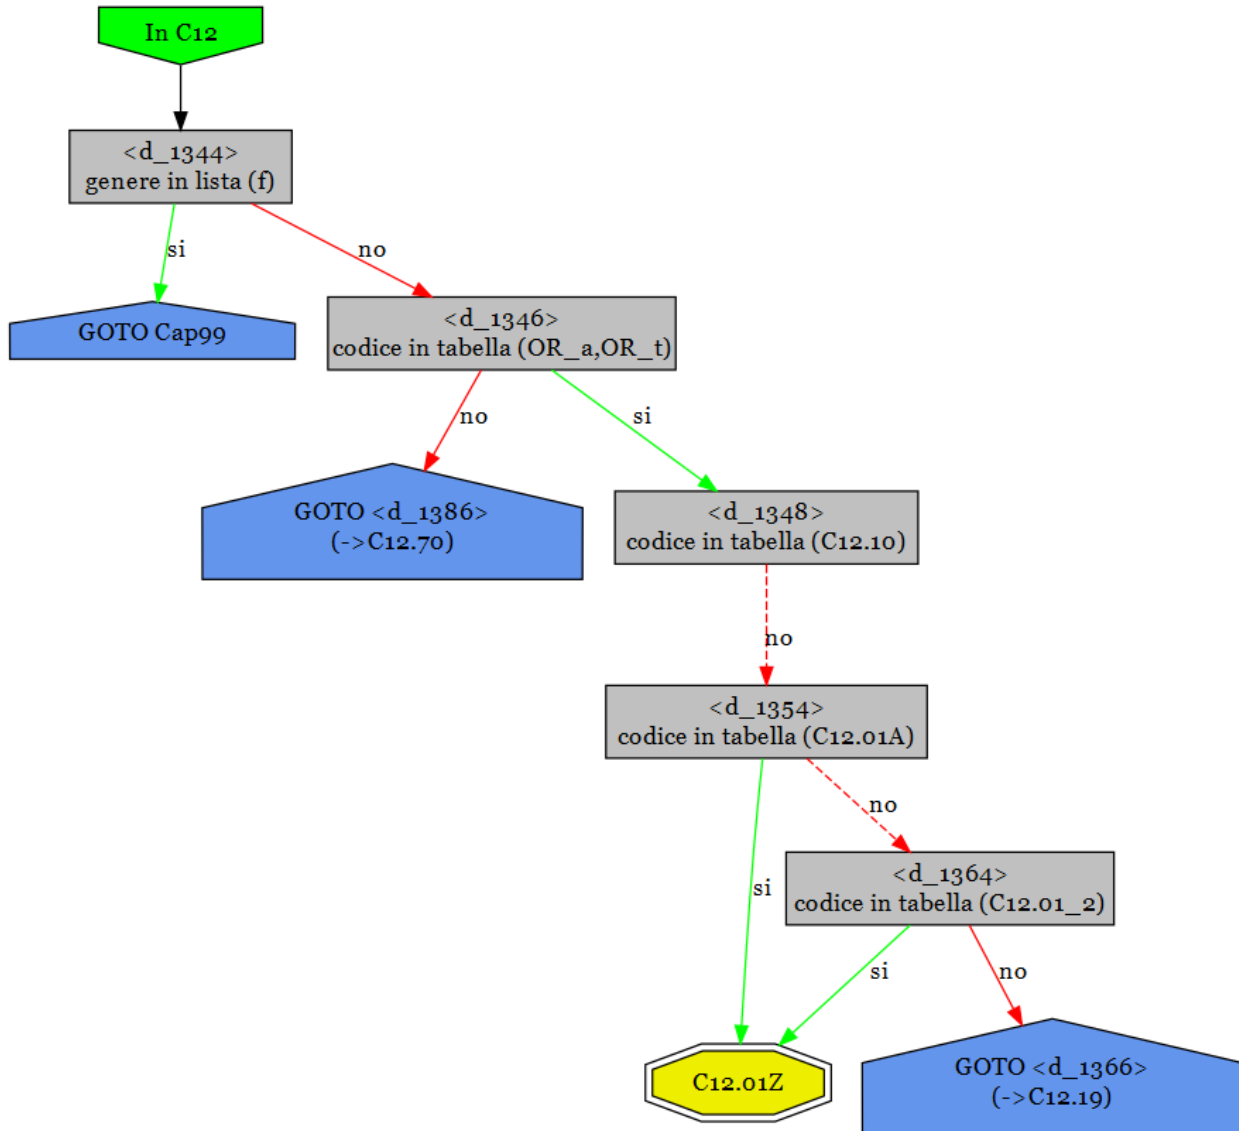 In C12
<d_1344>
genere in lista (f)
si
no
GOTO Cap99
<d_1346>
codice in tabella (OR_a,OR_t)
no
si
GOTO <d_1386>
(->C12.70)
<d_1348>
codice in tabella (C12.10)
no
<d_1354>
codice in tabella (C12.01A)
no
si
<d_1364>
codice in tabella (C12.01_2)
si
no
C12.01Z
GOTO <d_1366>
(->C12.19)